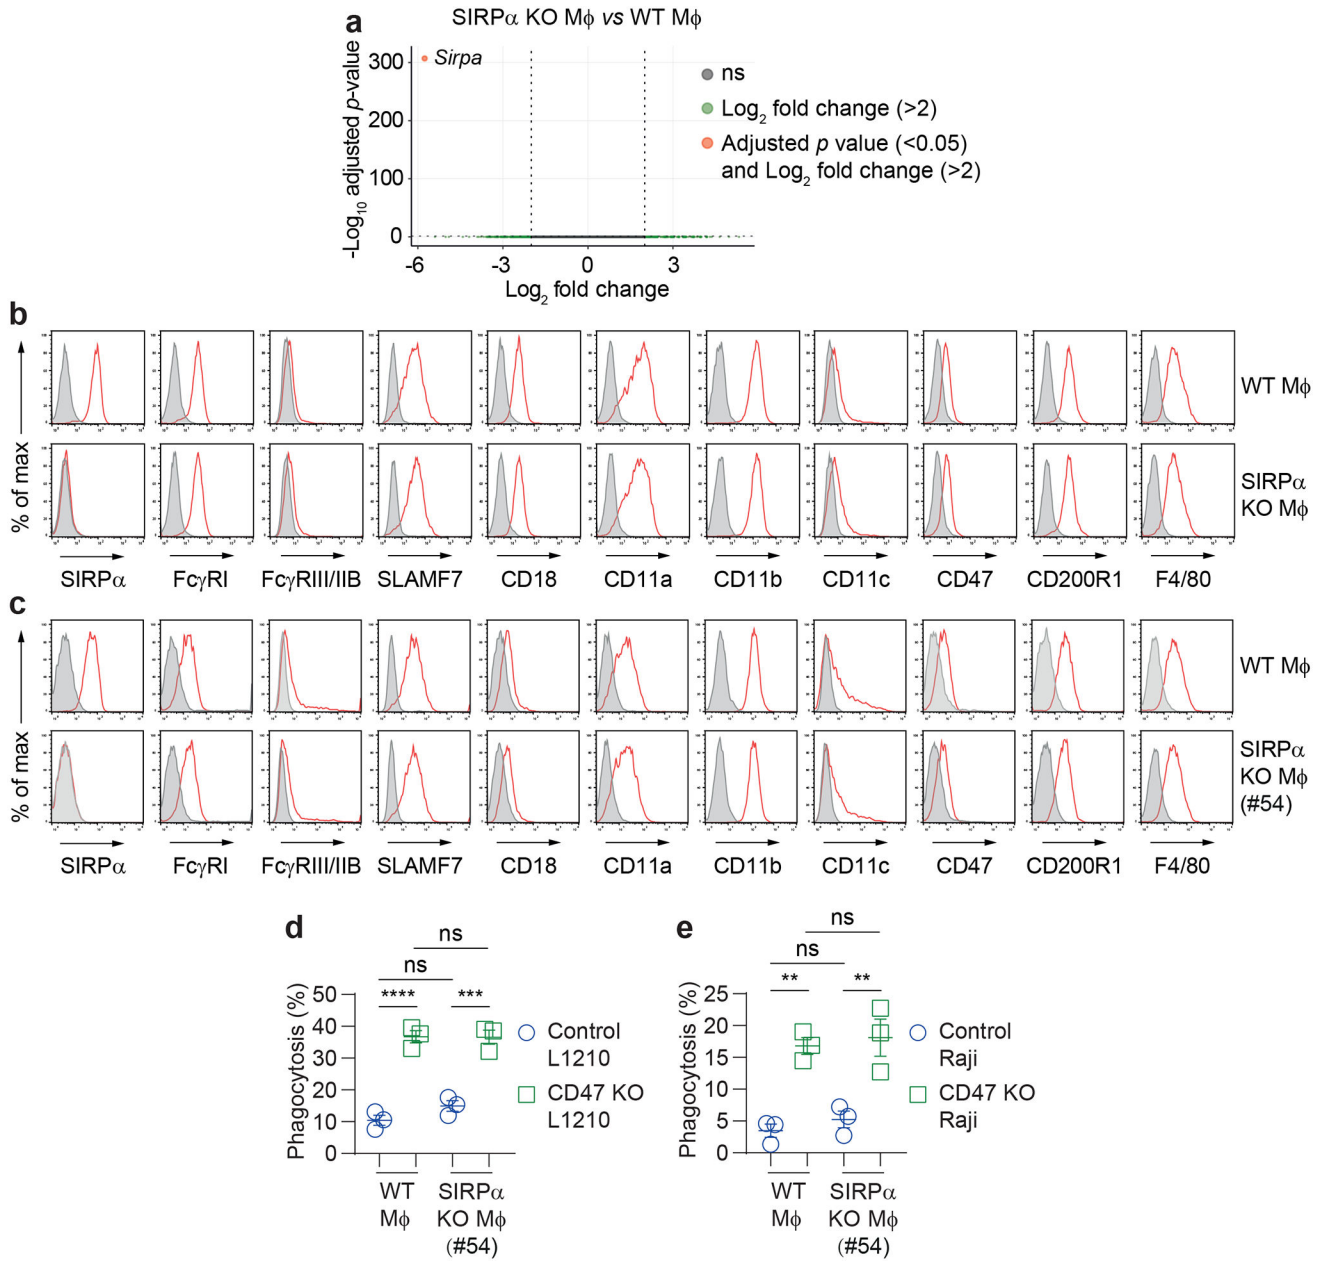 a
SIRPα KO Mϕ vs WT Mϕ
-Log10 adjusted p-value
300
200
100
0
Sirpa
-6
-3
0
3
Log2 fold change
ns
Log2 fold change (>2)
Adjusted p value (<0.05)
and Log2 fold change (>2)
b
% of max
WT Mϕ
SIRPα
KO Mϕ
SIRPα
FcγRI
FcγRIII/IIB
SLAMF7
CD18
CD11a
CD11b
CD11c
CD47
CD200R1
F4/80
c
% of max
WT Mϕ
SIRPα
KO Mϕ
(#54)
SIRPα
FcγRI
FcγRIII/IIB
SLAMF7
CD18
CD11a
CD11b
CD11c
CD47
CD200R1
F4/80
d
ns
ns
****
***
Phagocytosis (%)
50
40
30
20
10
0
Control
L1210
CD47 KO
L1210
WT
Mϕ
SIRPα
KO Mϕ
(#54)
e
ns
ns
**
**
Phagocytosis (%)
25
20
15
10
5
0
Control
Raji
CD47 KO
Raji
WT
Mϕ
SIRPα
KO Mϕ
(#54)